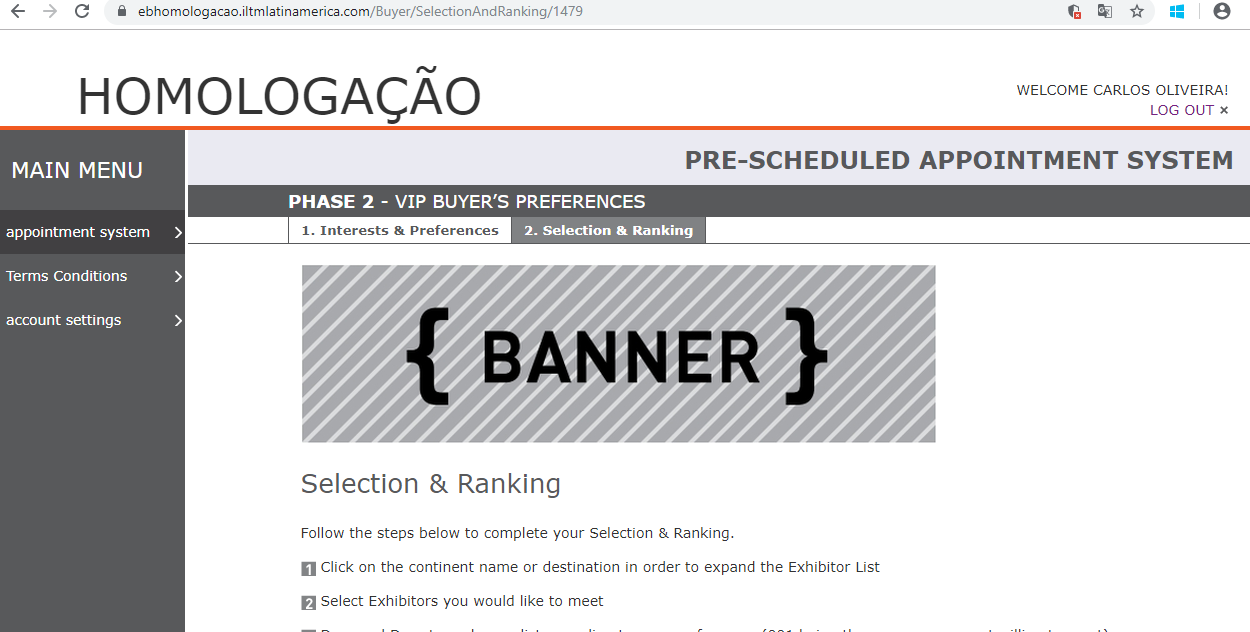 ebhomologacao.iltmlatinamerica.com/Buyer/SelectionAndRanking/1479
HOMOLOGAÇÃO
WELCOME CARLOS OLIVEIRA!
LOG OUT ×
MAIN MENU
PRE-SCHEDULED APPOINTMENT SYSTEM
PHASE 2 - VIP BUYER’S PREFERENCES
1. Interests & Preferences
2. Selection & Ranking
appointment system
Terms Conditions
account settings
{ BANNER }
Selection & Ranking
Follow the steps below to complete your Selection & Ranking.
1 Click on the continent name or destination in order to expand the Exhibitor List
2 Select Exhibitors you would like to meet